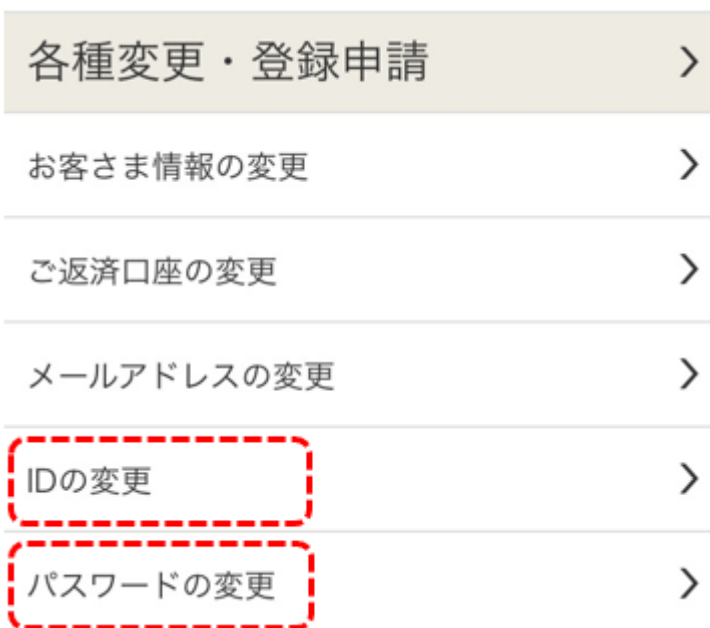 各種変更・登録申請
お客さま情報の変更
ご返済口座の変更
メールアドレスの変更
IDの変更
パスワードの変更